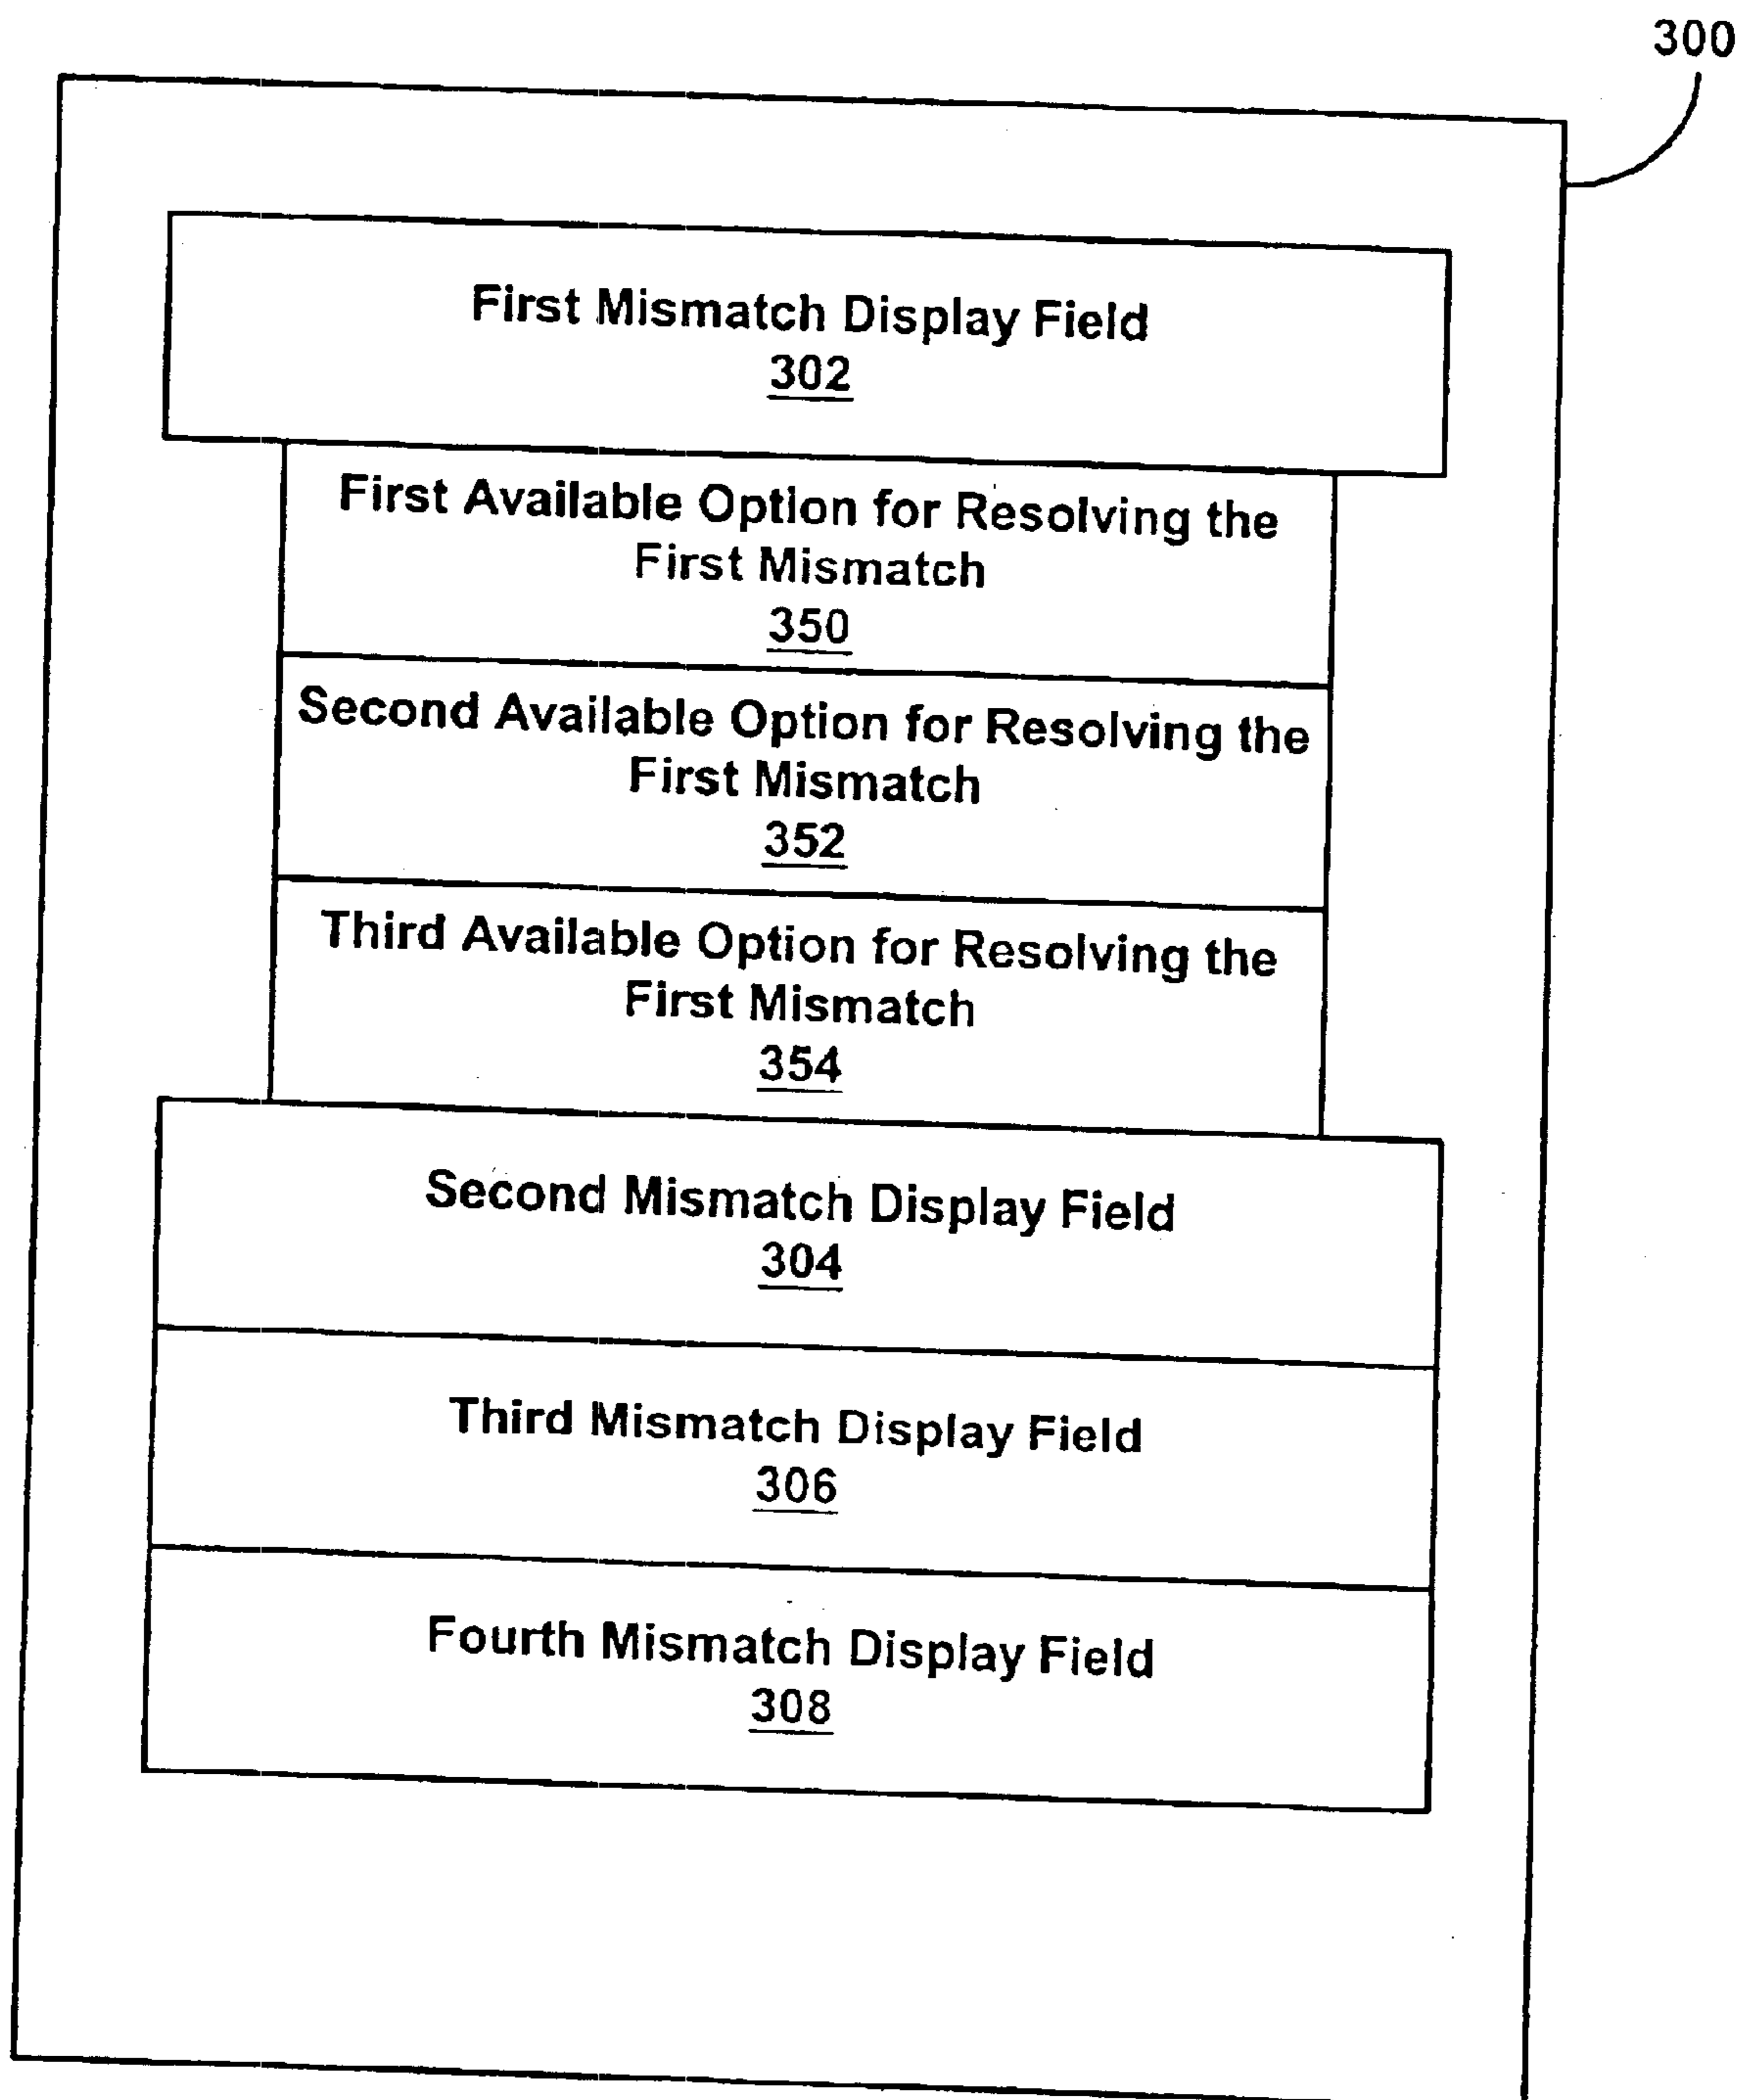 300
First Mismatch Display Field
302
First Available Option for Resolving the
First Mismatch
350
Second Available Option for Resolving the
First Mismatch
352
Third Available Option for Resolving the
First Mismatch
354
Second Mismatch Display Field
304
Third Mismatch Display Field
306
Fourth Mismatch Display Field
308